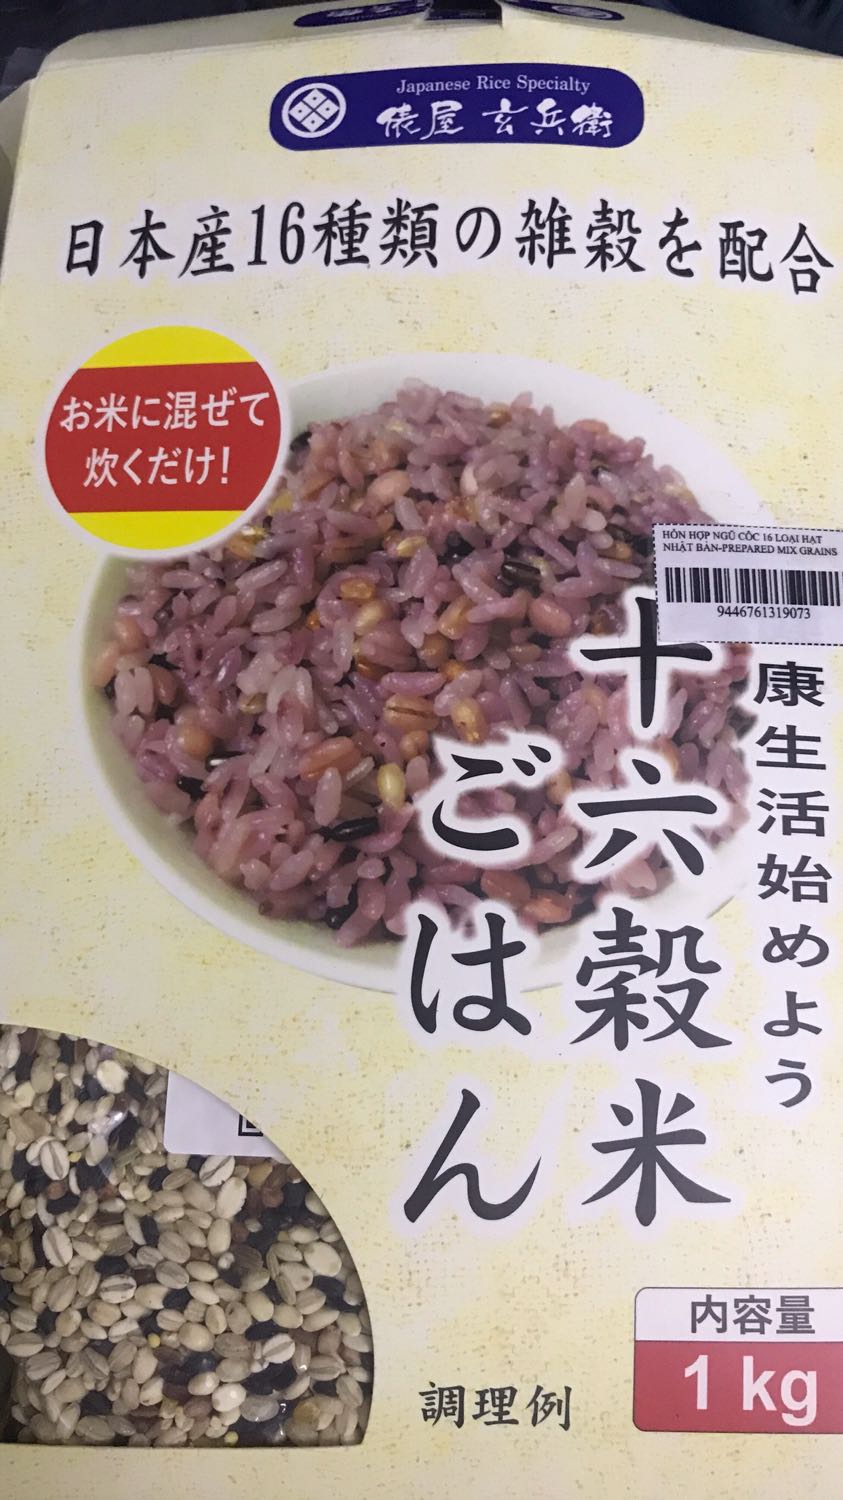 Japanese Rice Specialty
俵屋 玄兵衛
日本産16種類の雑穀を配合
お米に混ぜて
炊くだけ!
HỖN HỢP NGŨ CỐC 16 LOẠI HẠT
NHẬT BẢN-PREPARED MIX GRAINS
9446761319073
康生活始めよう
十六穀米
ごはん
内容量
1 kg
調理例